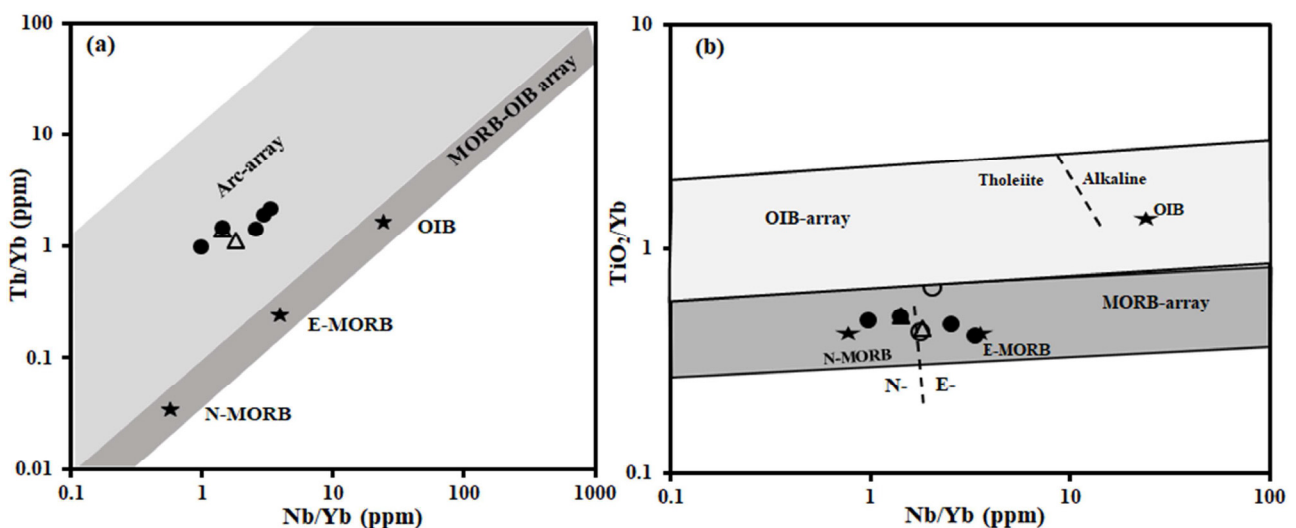 (a)
100
10
1
0.1
0.01
Th/Yb (ppm)
Arc-array
MORB-OIB array
OIB
E-MORB
N-MORB
0.1
1
10
100
1000
Nb/Yb (ppm)
(b)
10
1
0.1
TiO₂/Yb
Tholeiite
Alkaline
OIB
OIB-array
MORB-array
N-MORB
E-MORB
N-
E-
0.1
1
10
100
Nb/Yb (ppm)